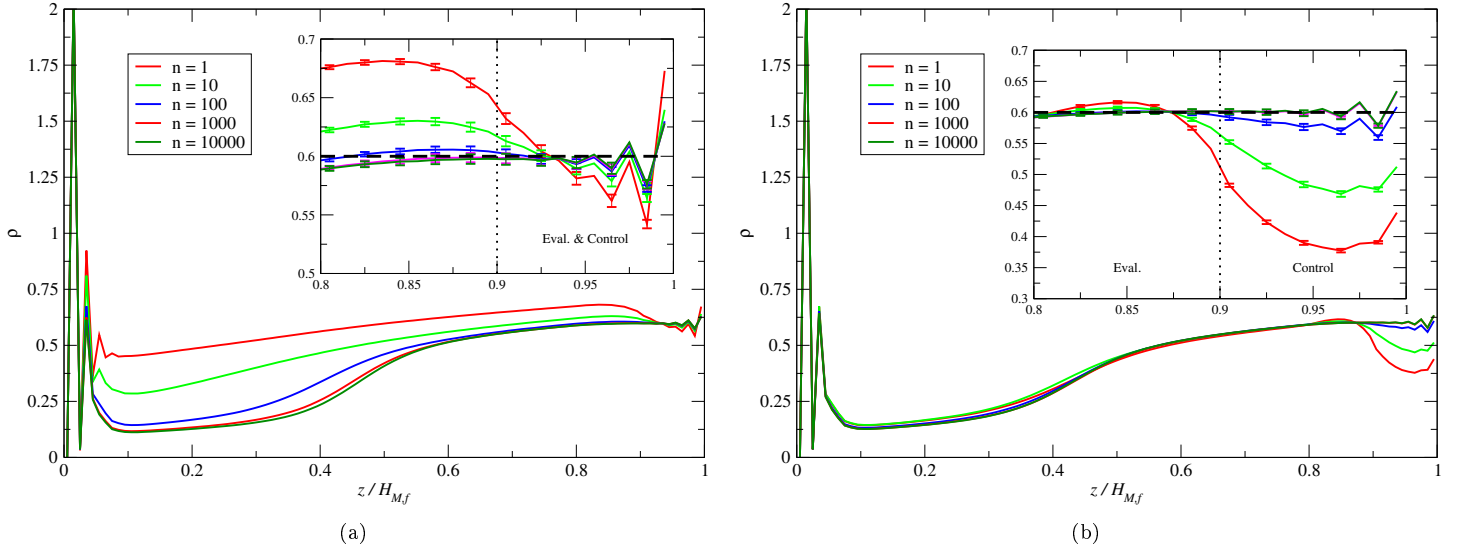 2
1.75
1.5
1.25
1
0.75
0.5
0.25
0
ρ
n = 1
n = 10
n = 100
n = 1000
n = 10000
0.7
0.65
0.6
0.55
0.5
0.8
0.85
0.9
0.95
1
Eval. & Control
0
0.2
0.4
0.6
0.8
1
z / H_{M,f}
(a)
2
1.75
1.5
1.25
1
0.75
0.5
0.25
0
ρ
n = 1
n = 10
n = 100
n = 1000
n = 10000
0.7
0.65
0.6
0.55
0.5
0.45
0.4
0.35
0.3
0.8
0.85
0.9
0.95
1
Eval.
Control
0
0.2
0.4
0.6
0.8
1
z / H_{M,f}
(b)